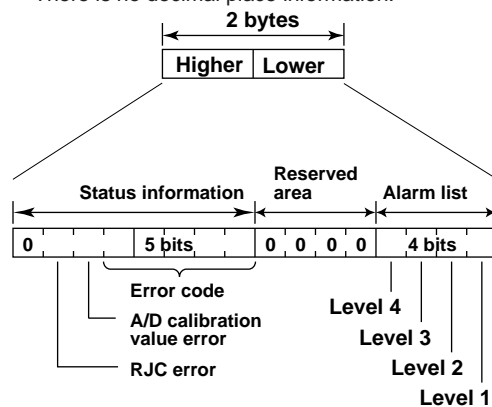 There is no decimal place information.
2 bytes
Higher Lower
Reserved
area
Status information
Alarm list
0 5 bits 0 0 0 0 4 bits
Error code
A/D calibration
value error
RJC error
Level 4
Level 3
Level 2
Level 1